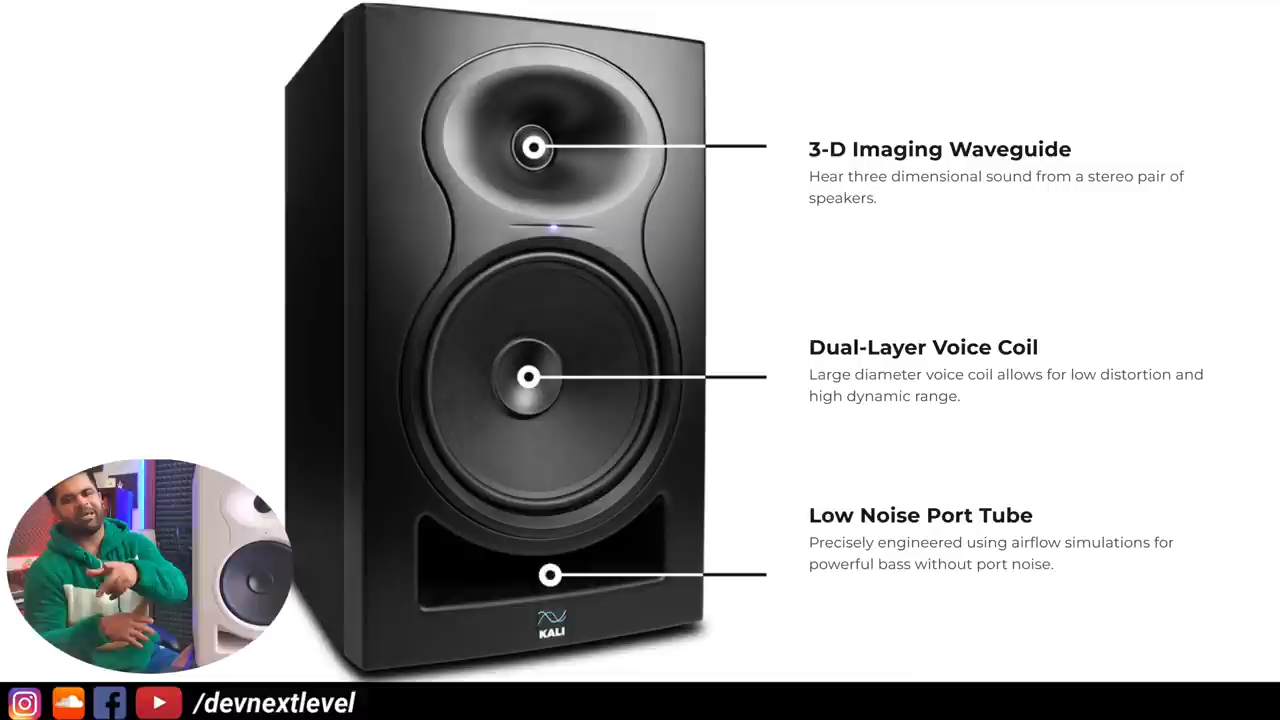 3-D Imaging Waveguide
Hear three dimensional sound from a stereo pair of
speakers.
Dual-Layer Voice Coil
Large diameter voice coil allows for low distortion and
high dynamic range.
Low Noise Port Tube
Precisely engineered using airflow simulations for
powerful bass without port noise.
KALI
/devnextlevel